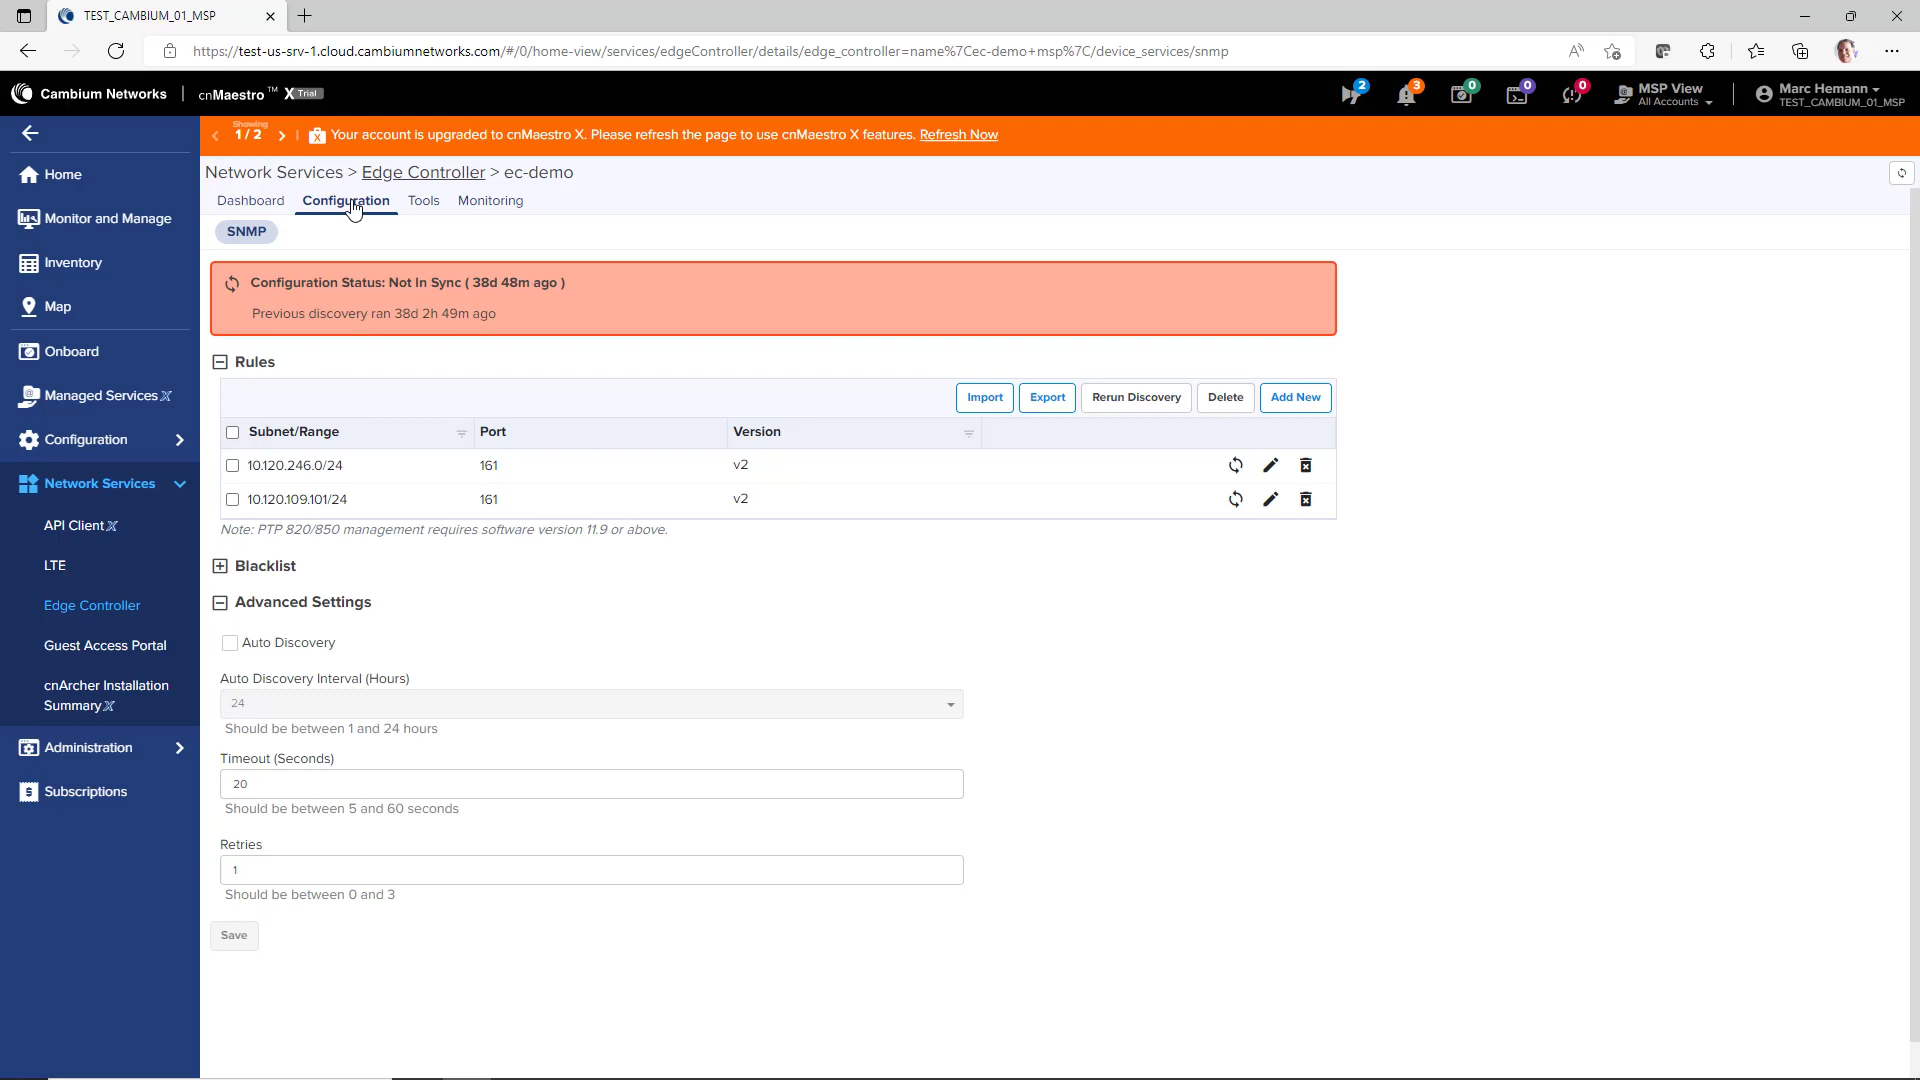 TEST_CAMBIUM_01_MSP
https://test-us-srv-1.cloud.cambiumnetworks.com/#/0/home-view/services/edgeController/details/edge_controller=name%7Cec-demo+msp%7C/device_services/snmp
Cambium Networks | cnMaestro™ X Trial
2
3
0
0
0
MSP View
All Accounts
Marc Hemann
TEST_CAMBIUM_01_MSP
Showing
1 / 2
Your account is upgraded to cnMaestro X. Please refresh the page to use cnMaestro X features. Refresh Now
Home
Monitor and Manage
Inventory
Map
Onboard
Managed Services X
Configuration
Network Services
API Client X
LTE
Edge Controller
Guest Access Portal
cnArcher Installation
Summary X
Administration
Subscriptions
Network Services > Edge Controller > ec-demo
Dashboard Configuration Tools Monitoring
SNMP
Configuration Status: Not In Sync ( 38d 48m ago )
Previous discovery ran 38d 2h 49m ago
Rules
Import Export Rerun Discovery Delete Add New
Subnet/Range Port Version
10.120.246.0/24 161 v2
10.120.109.101/24 161 v2
Note: PTP 820/850 management requires software version 11.9 or above.
Blacklist
Advanced Settings
Auto Discovery
Auto Discovery Interval (Hours)
24
Should be between 1 and 24 hours
Timeout (Seconds)
20
Should be between 5 and 60 seconds
Retries
1
Should be between 0 and 3
Save